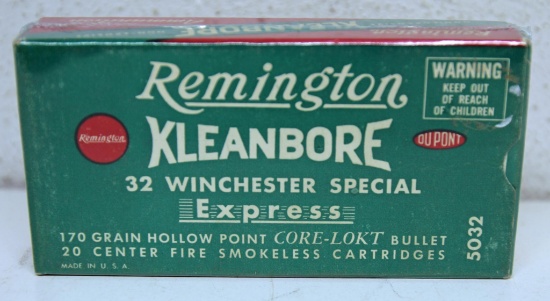 KLEANBORE
Remington
WARNING
KEEP OUT
OF REACH
OF CHILDREN
Remington
KLEANBORE
DU PONT
32 WINCHESTER SPECIAL
Express
170 GRAIN HOLLOW POINT CORE-LOKT BULLET
20 CENTER FIRE SMOKELESS CARTRIDGES
MADE IN U. S. A.
5032